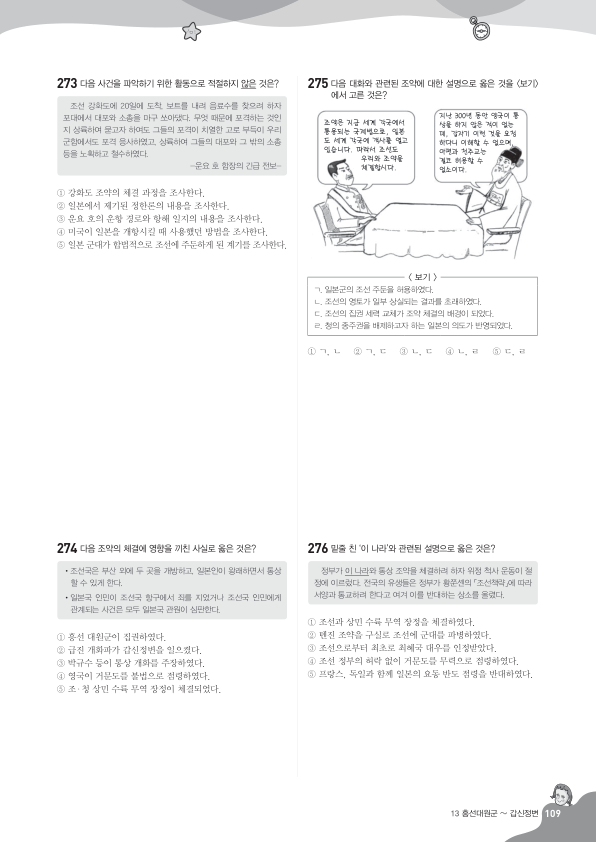 273 다음 사건을 파악하기 위한 활동으로 적절하지 않은 것은?
조선 강화도에 20일에 도착, 보트를 내려 음료수를 찾으려 하자
포대에서 대포와 소총을 마구 쏘아댔다. 무엇 때문에 포격하는 것인
지 상륙하여 묻고자 하여도 그들의 포격이 치열한 고로 부득이 우리
군함에서도 포격 응사하였고, 상륙하여 그들의 대포와 그 밖의 소총
등을 노획하고 철수하였다.
–운요 호 함장의 긴급 전보–
① 강화도 조약의 체결 과정을 조사한다.
② 일본에서 제기된 정한론의 내용을 조사한다.
③ 운요 호의 운항 경로와 항해 일지의 내용을 조사한다.
④ 미국이 일본을 개항시킬 때 사용했던 방법을 조사한다.
⑤ 일본 군대가 합법적으로 조선에 주둔하게 된 계기를 조사한다.
274 다음 조약의 체결에 영향을 끼친 사실로 옳은 것은?
• 조선국은 부산 외에 두 곳을 개방하고, 일본인이 왕래하면서 통상
할 수 있게 한다.
• 일본국 인민이 조선국 항구에서 죄를 지었거나 조선국 인민에게
관계되는 사건은 모두 일본국 관원이 심판한다.
① 흥선 대원군이 집권하였다.
② 급진 개화파가 갑신정변을 일으켰다.
③ 박규수 등이 통상 개화를 주장하였다.
④ 영국이 거문도를 불법으로 점령하였다.
⑤ 조·청 상민 수륙 무역 장정이 체결되었다.
275 다음 대화와 관련된 조약에 대한 설명으로 옳은 것을 〈보기〉
에서 고른 것은?
조약은 지금 세계 각국에서
통용되는 국제법으로, 일본
도 세계 각국에 개시를 열고
있습니다. 따라서 조선도
우리와 조약을
체결합시다.
지난 300년 동안 양국이 통
상을 하지 않은 적이 없는
데, 갑자기 이런 것을 요청
하다니 이해할 수 없으며,
아편과 천주교는
결코 허용할 수
없소이다.
〈 보기 〉
ㄱ. 일본군의 조선 주둔을 허용하였다.
ㄴ. 조선의 영토가 일부 상실되는 결과를 초래하였다.
ㄷ. 조선의 집권 세력 교체가 조약 체결의 배경이 되었다.
ㄹ. 청의 종주권을 배제하고자 하는 일본의 의도가 반영되었다.
① ㄱ, ㄴ ② ㄱ, ㄷ ③ ㄴ, ㄷ ④ ㄴ, ㄹ ⑤ ㄷ, ㄹ
276 밑줄 친 '이 나라'와 관련된 설명으로 옳은 것은?
정부가 이 나라와 통상 조약을 체결하려 하자 위정 척사 운동이 절
정에 이르렀다. 전국의 유생들은 정부가 황쭌셴의 「조선책략」에 따라
서양과 통교하려 한다고 여겨 이를 반대하는 상소를 올렸다.
① 조선과 상민 수륙 무역 장정을 체결하였다.
② 톈진 조약을 구실로 조선에 군대를 파병하였다.
③ 조선으로부터 최초로 최혜국 대우를 인정받았다.
④ 조선 정부의 허락 없이 거문도를 무력으로 점령하였다.
⑤ 프랑스, 독일과 함께 일본의 요동 반도 점령을 반대하였다.
13 흥선대원군 ~ 갑신정변 109